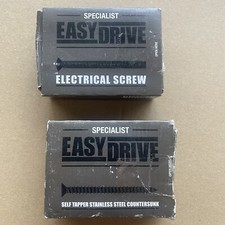 SPECIALIST
EASY DRIVE
ELECTRICAL SCREW
SPECIALIST
EASY DRIVE
SELF TAPPER STAINLESS STEEL COUNTERSUNK